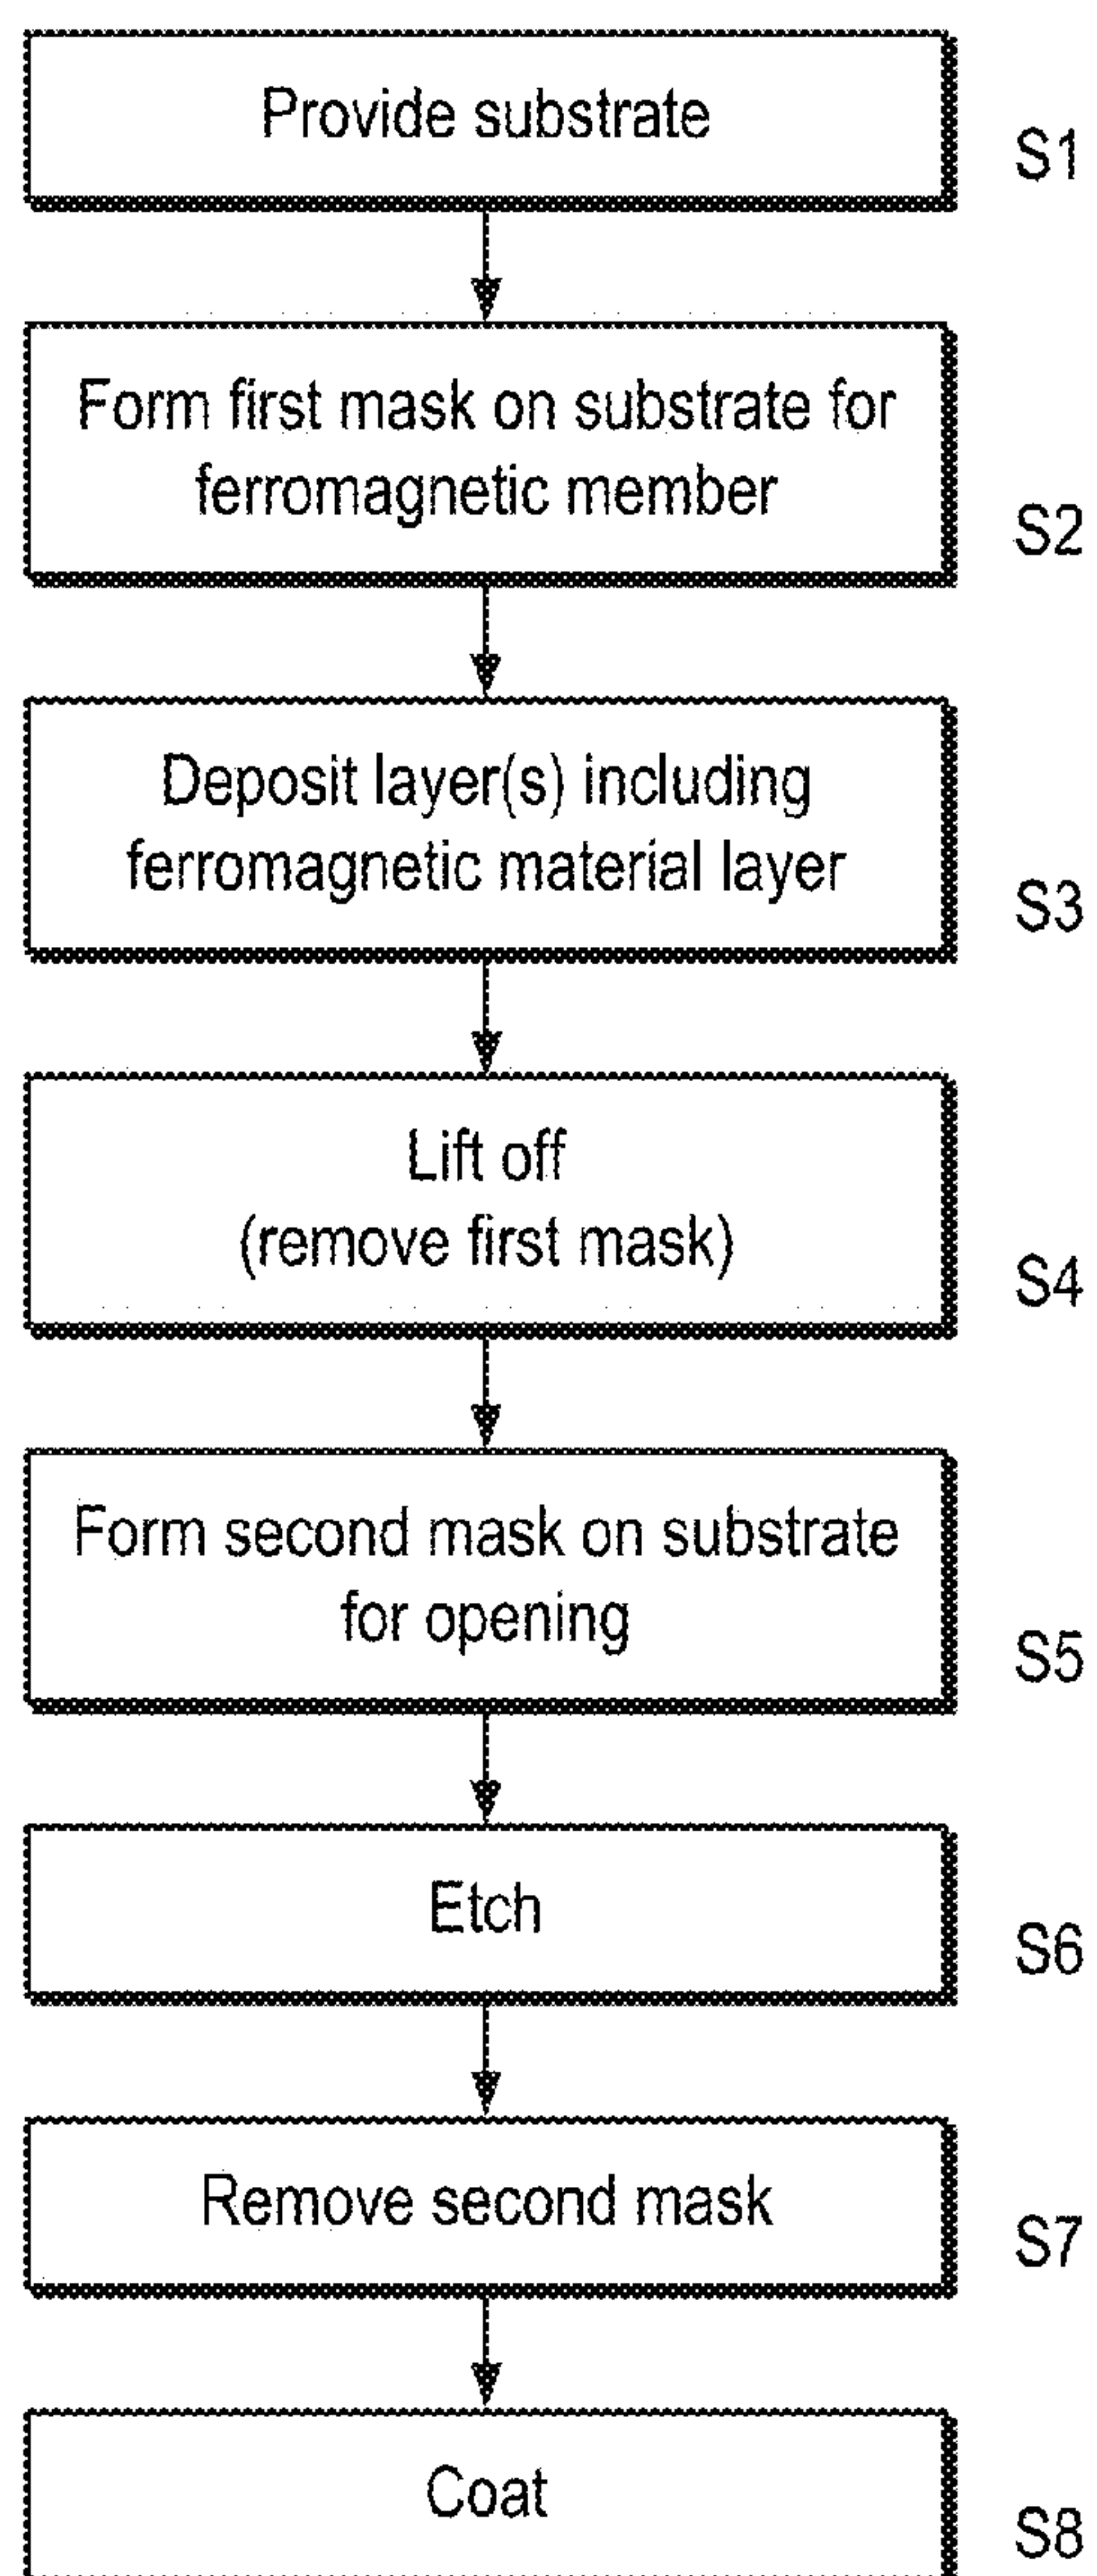 Provide substrate
S1
Form first mask on substrate for
ferromagnetic member
S2
Deposit layer(s) including
ferromagnetic material layer
S3
Lift off
(remove first mask)
S4
Form second mask on substrate
for opening
S5
Etch
S6
Remove second mask
S7
Coat
S8